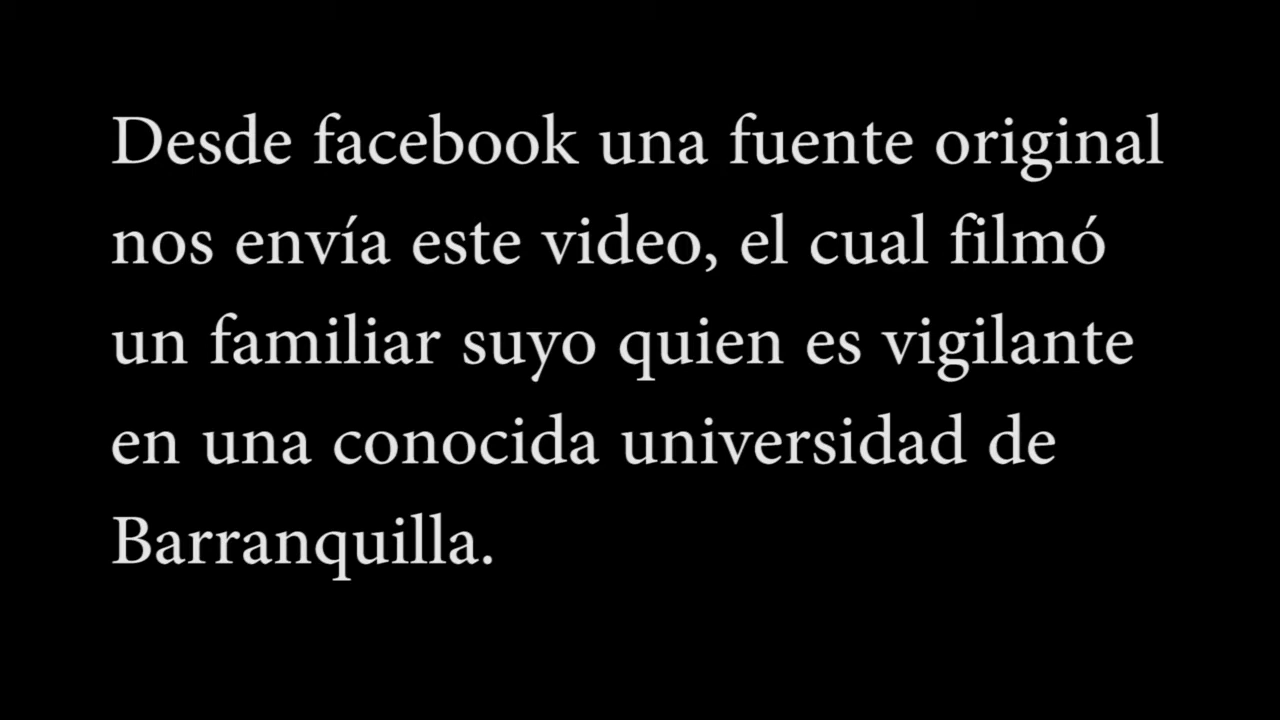 Desde facebook una fuente original
nos envía este video, el cual filmó
un familiar suyo quien es vigilante
en una conocida universidad de
Barranquilla.